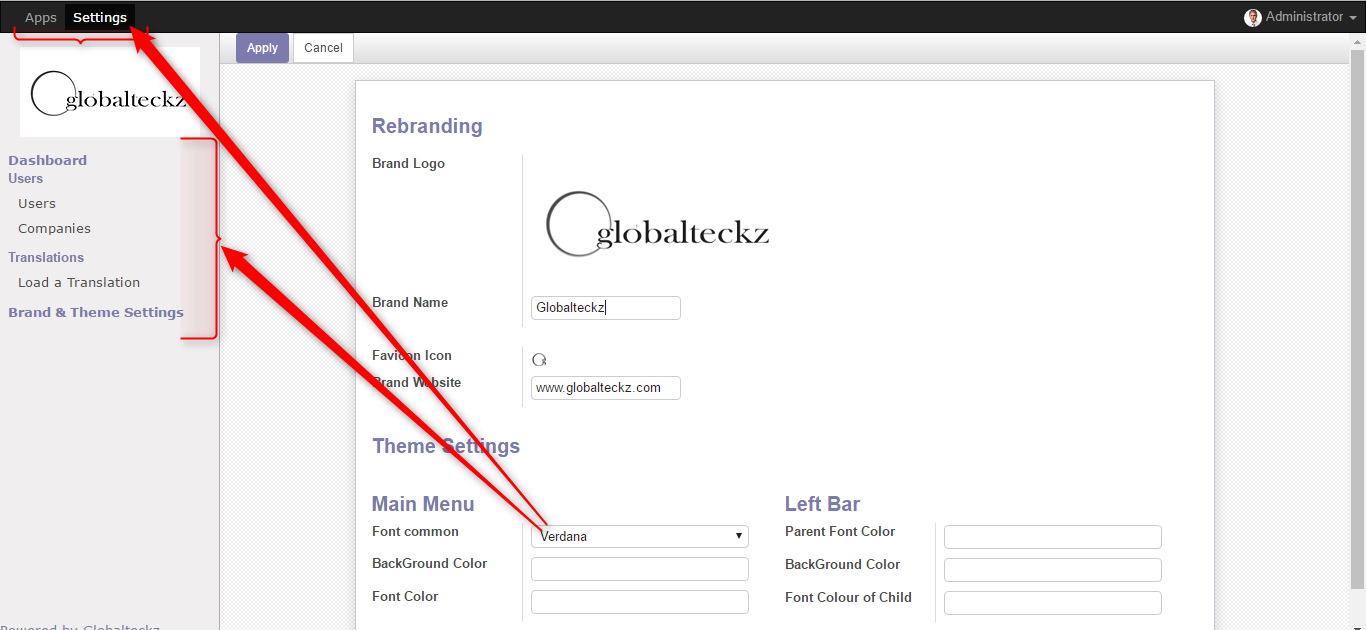 Apps Settings Administrator
globalteckz
Apply Cancel
Dashboard
Users
Users
Companies
Translations
Load a Translation
Brand & Theme Settings
Powered by Globalteckz
Rebranding
Brand Logo
globalteckz
Brand Name Globalteckz
Favicon Icon
Brand Website www.globalteckz.com
Theme Settings
Main Menu
Font common Verdana
BackGround Color
Font Color
Left Bar
Parent Font Color
BackGround Color
Font Colour of Child